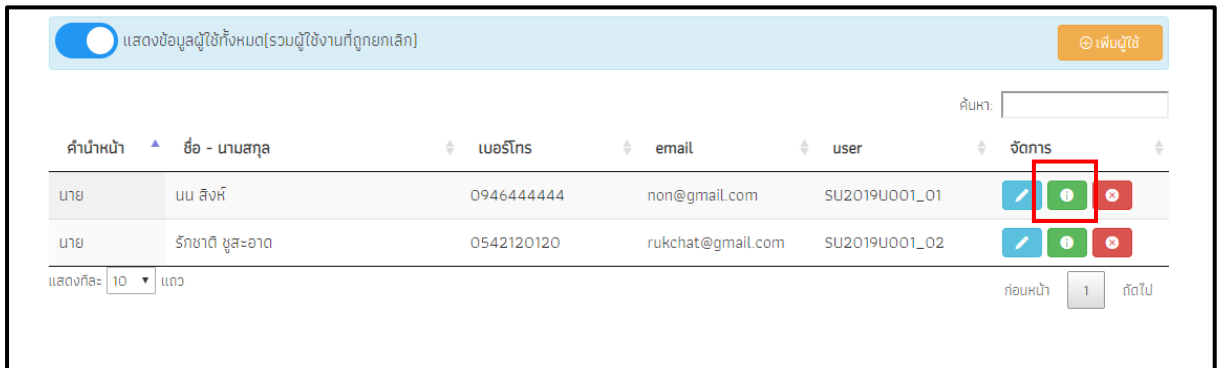 แสดงข้อมูลผู้ใช้ทั้งหมด(รวมผู้ใช้งานที่ถูกยกเลิก) เพิ่มผู้ใช้
ค้นหา:
คำนำหน้า ชื่อ - นามสกุล เบอร์โทร email user จัดการ
นาย นน สิงห์ 0946444444 non@gmail.com SU2019U001_01
นาย รักชาติ ชูสะอาด 0542120120 rukchat@gmail.com SU2019U001_02
แสดงทีละ 10 แถว ก่อนหน้า 1 ถัดไป